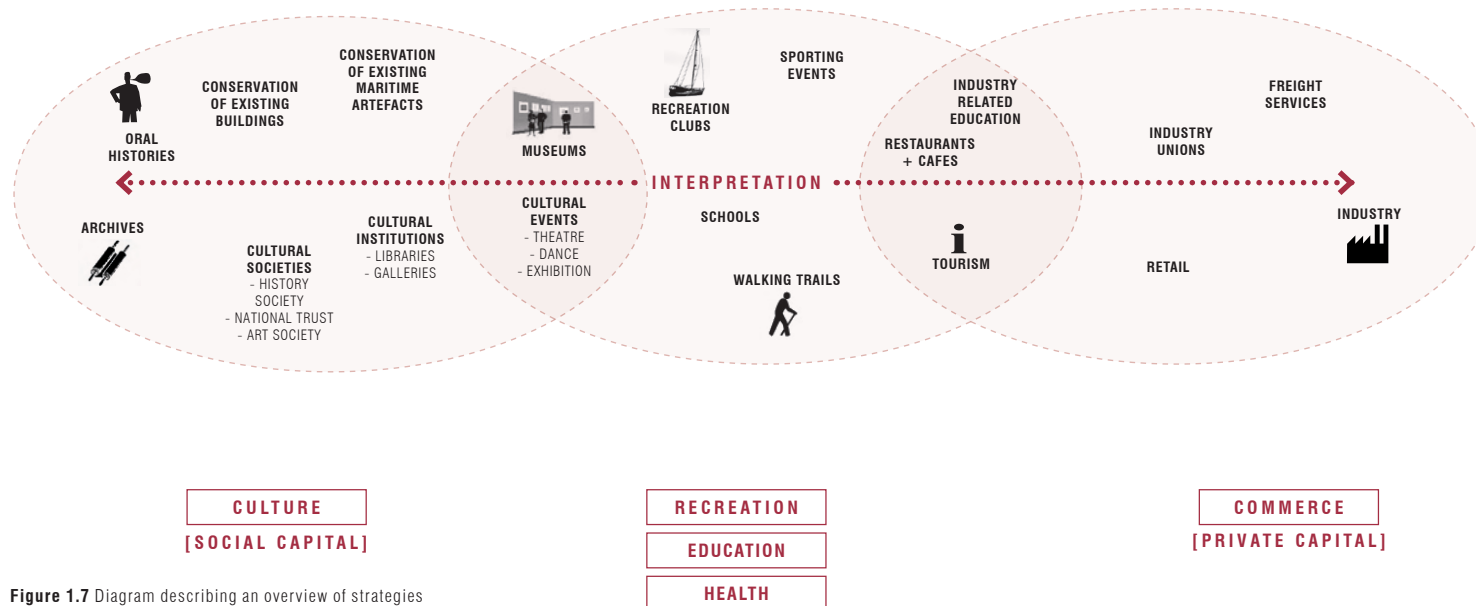 ORAL
HISTORIES
CONSERVATION
OF EXISTING
BUILDINGS
CONSERVATION
OF EXISTING
MARITIME
ARTEFACTS
MUSEUMS
RECREATION
CLUBS
SPORTING
EVENTS
INDUSTRY
RELATED
EDUCATION
RESTAURANTS
+ CAFES
INDUSTRY
UNIONS
FREIGHT
SERVICES
INTERPRETATION
ARCHIVES
CULTURAL
SOCIETIES
- HISTORY
SOCIETY
- NATIONAL TRUST
- ART SOCIETY
CULTURAL
INSTITUTIONS
- LIBRARIES
- GALLERIES
CULTURAL
EVENTS
- THEATRE
- DANCE
- EXHIBITION
SCHOOLS
WALKING TRAILS
i
TOURISM
RETAIL
INDUSTRY
CULTURE
[SOCIAL CAPITAL]
RECREATION
EDUCATION
HEALTH
COMMERCE
[PRIVATE CAPITAL]
Figure 1.7 Diagram describing an overview of strategies